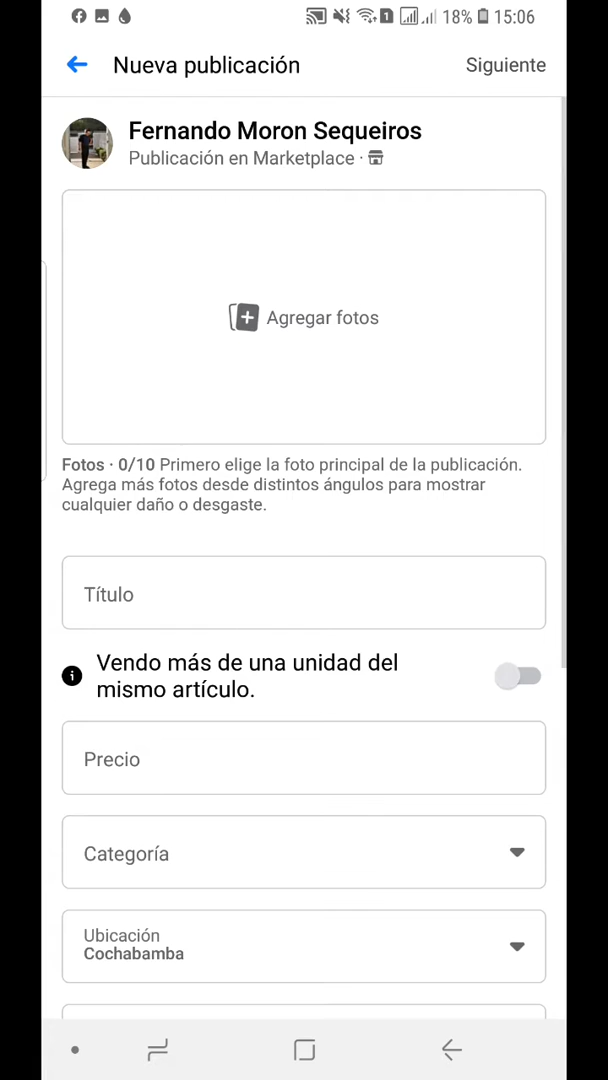 18% 15:06
Nueva publicación
Siguiente
Fernando Moron Sequeiros
Publicación en Marketplace ·
Agregar fotos
Fotos · 0/10 Primero elige la foto principal de la publicación.
Agrega más fotos desde distintos ángulos para mostrar
cualquier daño o desgaste.
Título
Vendo más de una unidad del
mismo artículo.
Precio
Categoría
Ubicación
Cochabamba